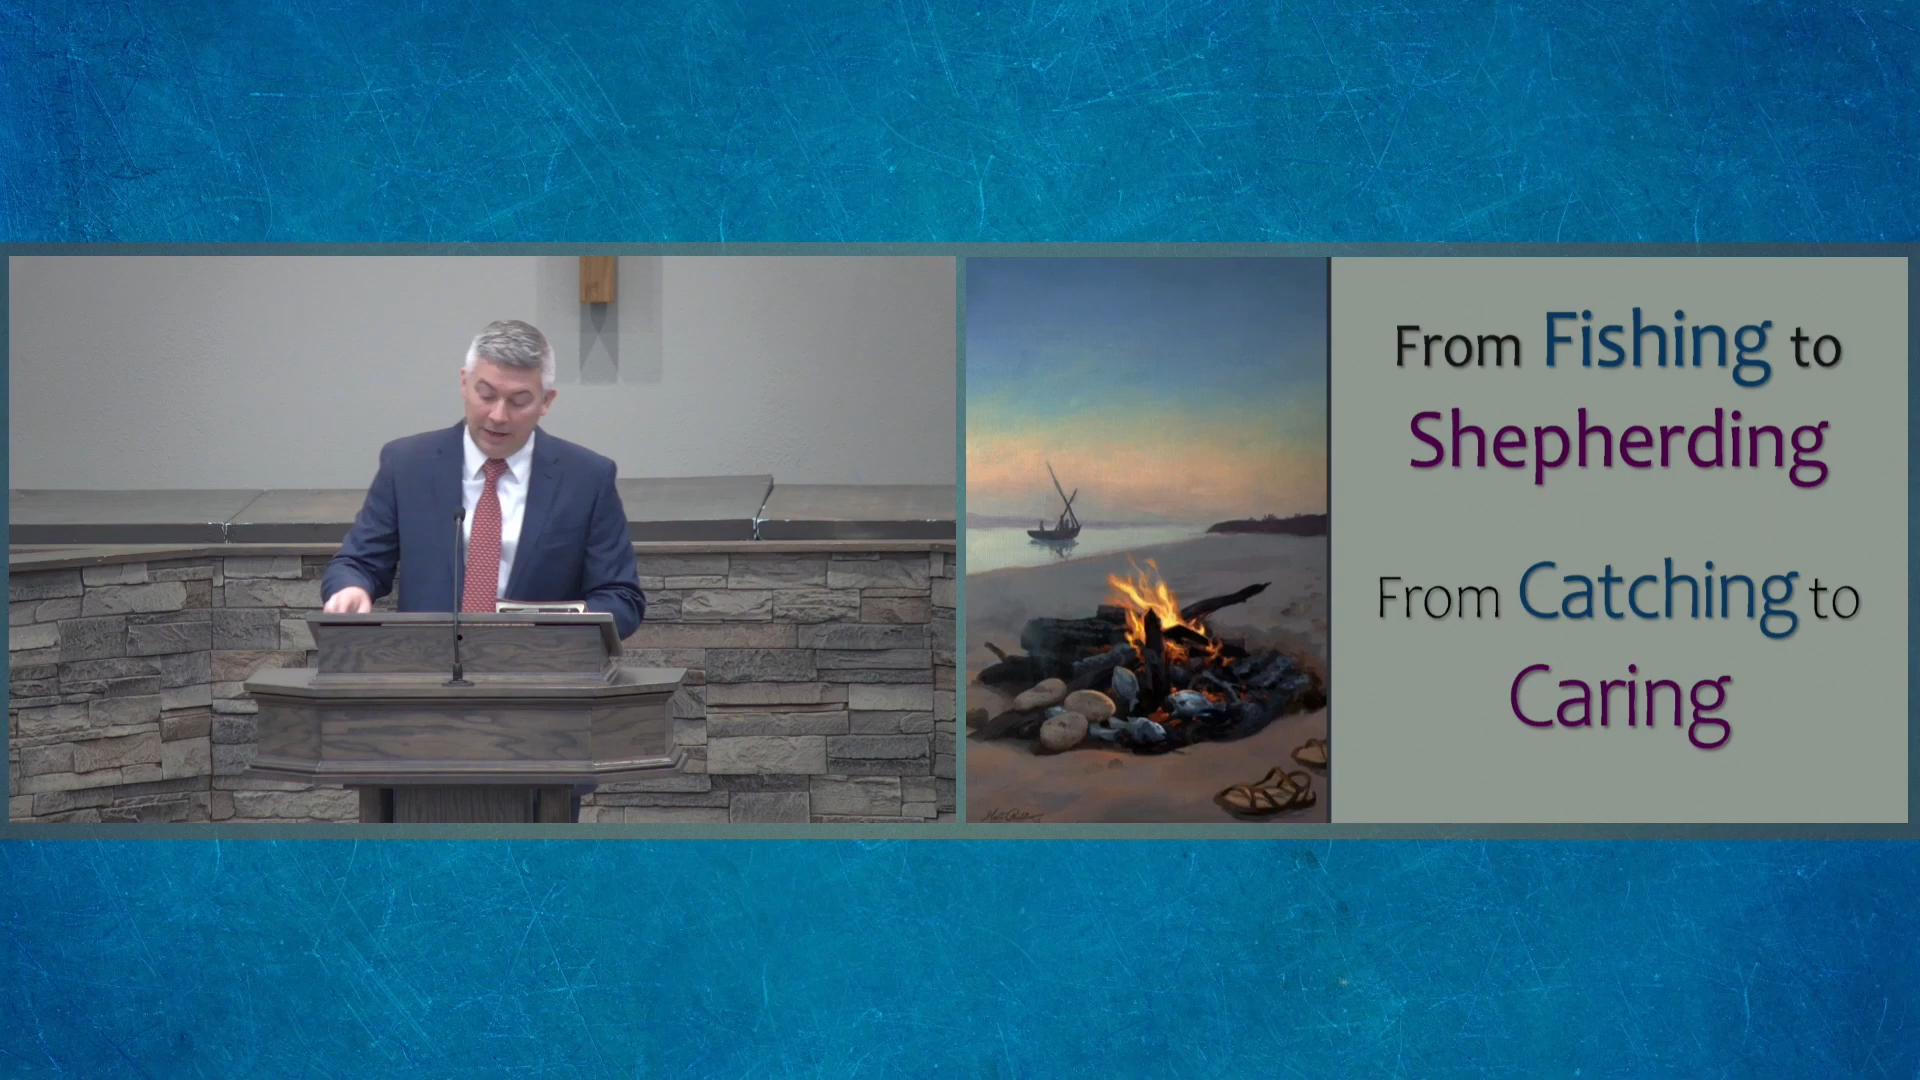 From Fishing to
Shepherding
From Catching to
Caring